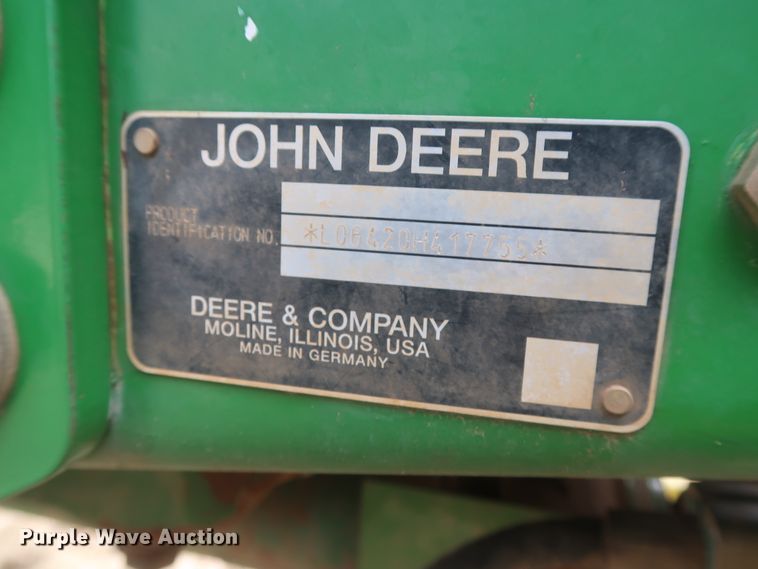 JOHN DEERE
PRODUCT
IDENTIFICATION NO.
*L06420H417755*
DEERE & COMPANY
MOLINE, ILLINOIS, USA
MADE IN GERMANY
Purple Wave Auction